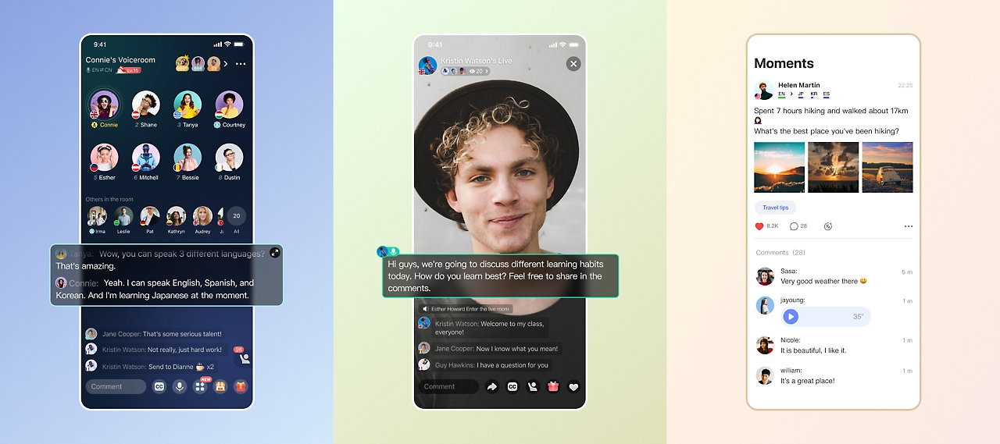 9:41
Connie's Voiceroom
EN⇌CN Lv.15
Connie
2 Shane
3 Tanya
Courtney
5 Esther
6 Mitchell
7 Bessie
8 Dustin
Others in the room
20
Irma
Leslie
Pat
Kathryn
Audrey
All
Tanya: Wow, you can speak 3 different languages?
That's amazing.
Connie: Yeah. I can speak English, Spanish, and
Korean. And I'm learning Japanese at the moment.
Jane Cooper: That's some serious talent!
Kristin Watson: Not really, just hard work!
Kristin Watson: Send to Dianne ☕ x2
NEW
Comment
CC
9:41
Kristin Watson's Live
20
Hi guys, we're going to discuss different learning habits
today. How do you learn best? Feel free to share in the
comments.
Esther Howard Enter the live room
Kristin Watson: Welcome to my class,
everyone!
Jane Cooper: Now I know what you mean!
Guy Hawkins: I have a question for you
Comment
CC
Moments
Helen Martin
22:25
EN > JP KR ES
Spent 7 hours hiking and walked about 17km
🙍🏻‍♀️
What's the best place you've been hiking?
Travel tips
8.2K
28
Comments (28)
Sasa:
5 m
Very good weather there 😀
jayoung:
1 m
35"
Nicole:
1 m
It is beautiful, I like it.
william:
1 m
It's a great place!